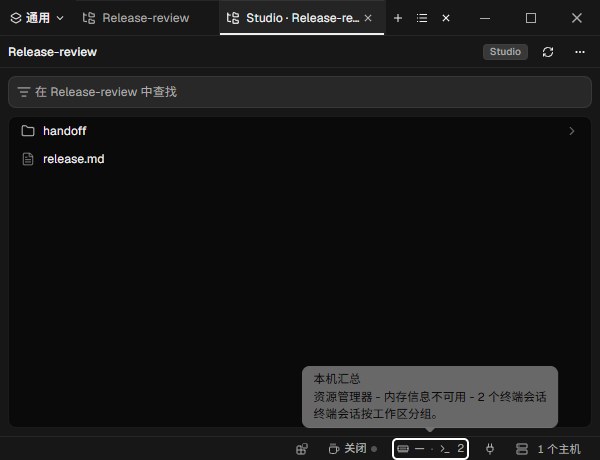 通用
Release-review
Studio · Release-re...
Release-review
Studio
在 Release-review 中查找
handoff
release.md
本机汇总
资源管理器 - 内存信息不可用 - 2 个终端会话
终端会话按工作区分组。
关闭
— · 2
1 个主机